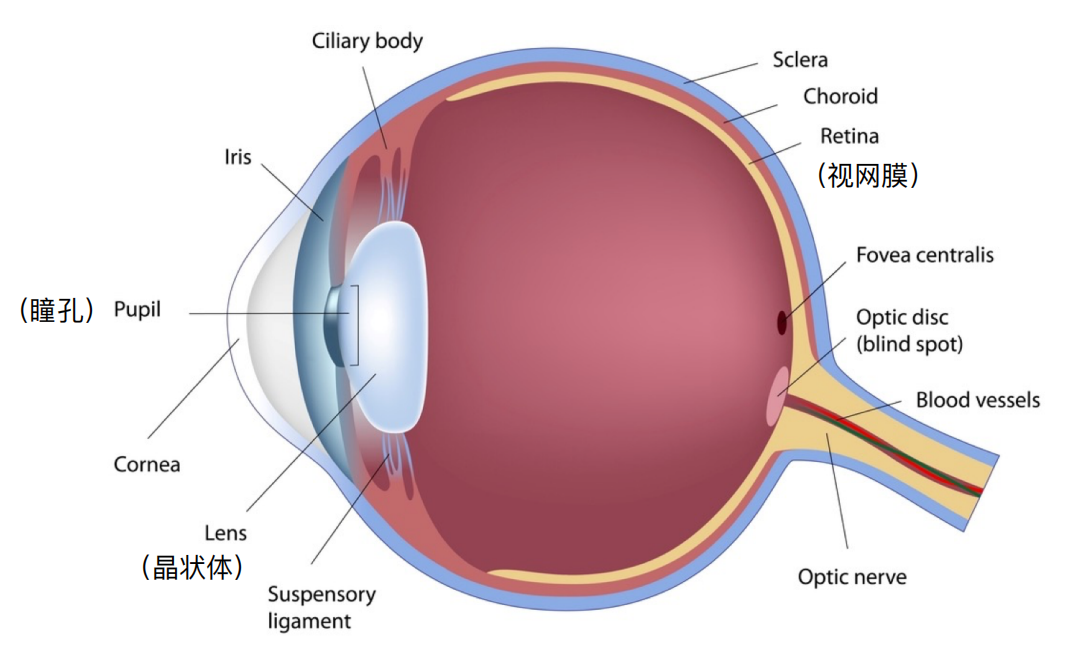 Ciliary body
Sclera
Choroid
Retina
(视网膜)
Iris
Fovea centralis
(瞳孔) Pupil
Optic disc
(blind spot)
Blood vessels
Cornea
Lens
(晶状体)
Suspensory
ligament
Optic nerve